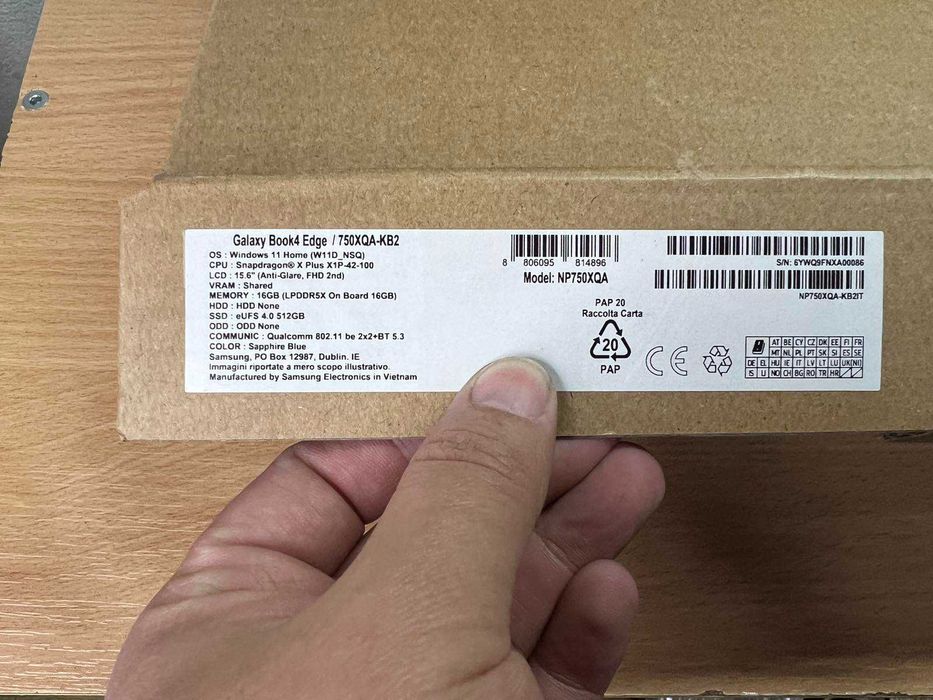 Galaxy Book4 Edge / 750XQA-KB2
OS : Windows 11 Home (W11D_NSQ)
CPU : Snapdragon® X Plus X1P-42-100
LCD : 15.6" (Anti-Glare, FHD 2nd)
VRAM : Shared
MEMORY : 16GB (LPDDR5X On Board 16GB)
HDD : HDD None
SSD : eUFS 4.0 512GB
ODD : ODD None
COMMUNIC : Qualcomm 802.11 be 2x2+BT 5.3
COLOR : Sapphire Blue
Samsung, PO Box 12987, Dublin. IE
Immagini riportate a mero scopo illustrativo.
Manufactured by Samsung Electronics in Vietnam
8 806095 814896
Model: NP750XQA
PAP 20
Raccolta Carta
20
PAP
CE
S/N: 6YWQ9FNXA00086
NP750XQA-KB2IT
AT BE CY CZ DK EE FI FR
MT NL PL PT SK SI ES SE
DE EL HU IE IT LV LT LU UK(NI)
IS LI NO CH BG RO TR HR